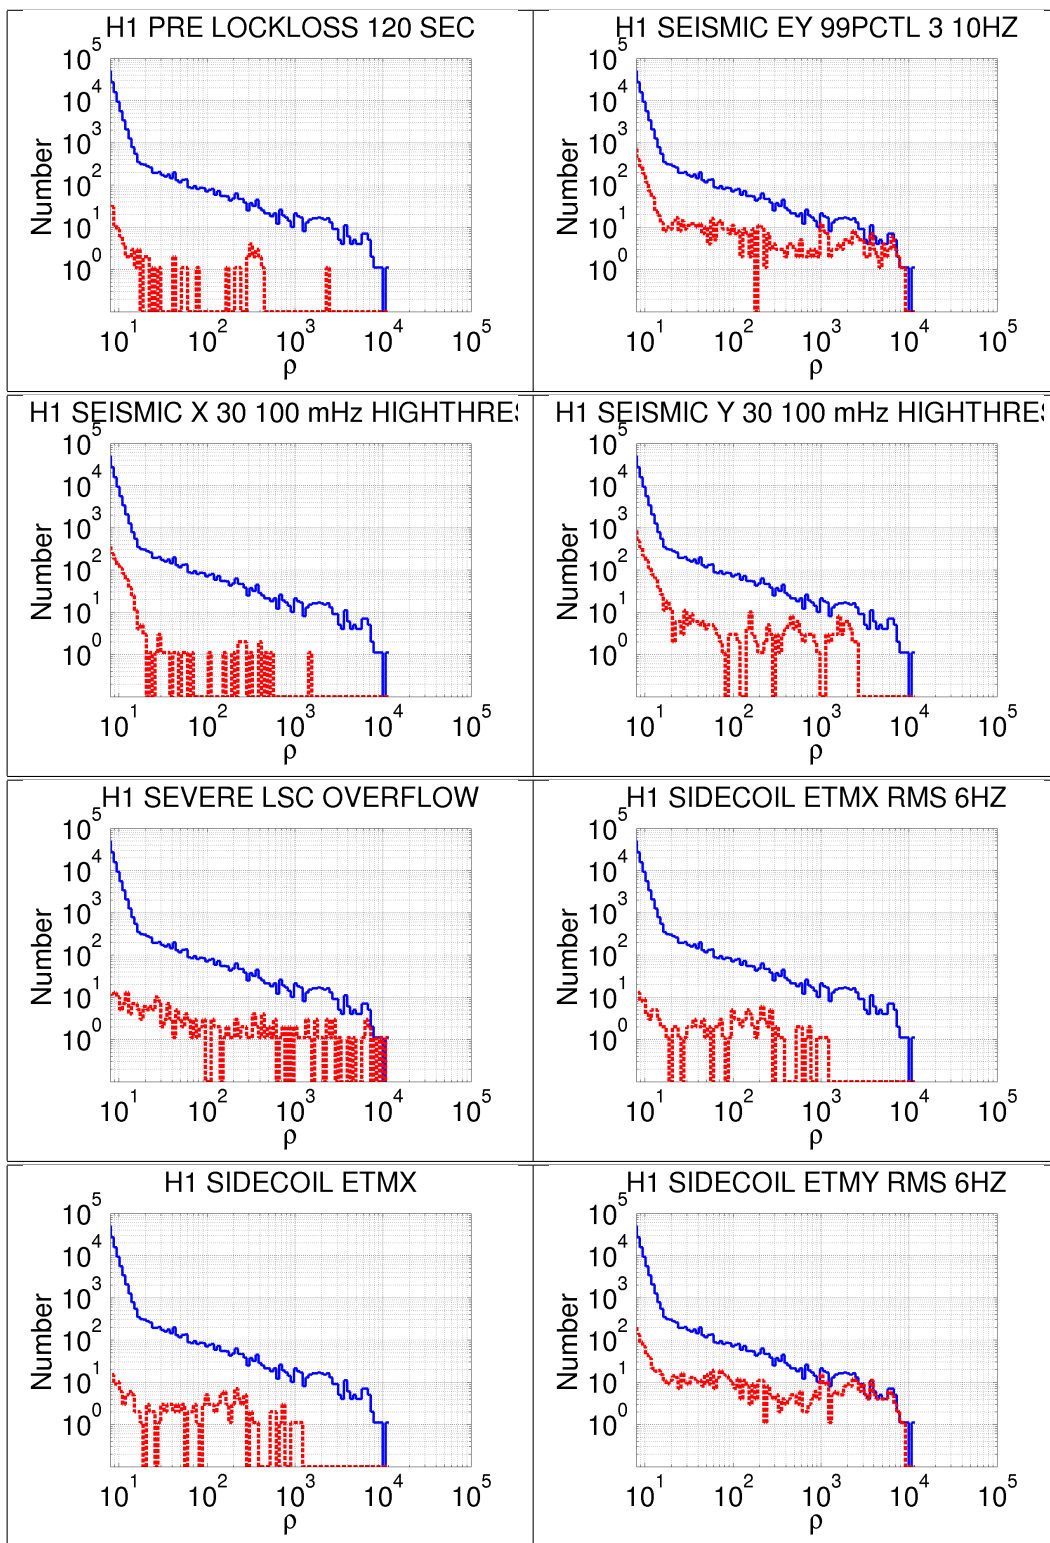 H1 PRE LOCKLOSS 120 SEC
10^5
10^4
10^3
10^2
10^1
10^0
Number
10^1 10^2 10^3 10^4 10^5
ρ
H1 SEISMIC EY 99PCTL 3 10HZ
10^5
10^4
10^3
10^2
10^1
10^0
Number
10^1 10^2 10^3 10^4 10^5
ρ
H1 SEISMIC X 30 100 mHz HIGHTHRES
10^5
10^4
10^3
10^2
10^1
10^0
Number
10^1 10^2 10^3 10^4 10^5
ρ
H1 SEISMIC Y 30 100 mHz HIGHTHRES
10^5
10^4
10^3
10^2
10^1
10^0
Number
10^1 10^2 10^3 10^4 10^5
ρ
H1 SEVERE LSC OVERFLOW
10^5
10^4
10^3
10^2
10^1
10^0
Number
10^1 10^2 10^3 10^4 10^5
ρ
H1 SIDECOIL ETMX RMS 6HZ
10^5
10^4
10^3
10^2
10^1
10^0
Number
10^1 10^2 10^3 10^4 10^5
ρ
H1 SIDECOIL ETMX
10^5
10^4
10^3
10^2
10^1
10^0
Number
10^1 10^2 10^3 10^4 10^5
ρ
H1 SIDECOIL ETMY RMS 6HZ
10^5
10^4
10^3
10^2
10^1
10^0
Number
10^1 10^2 10^3 10^4 10^5
ρ